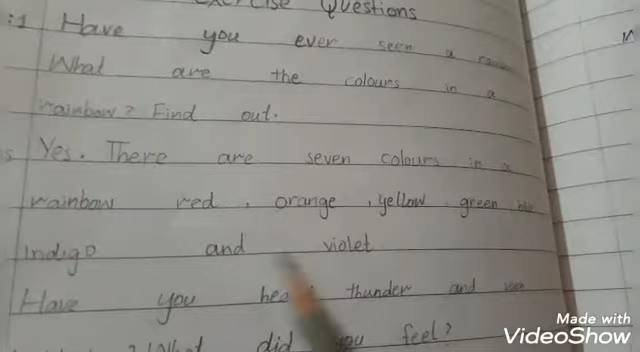 Exercise Questions
:1 Have you ever seen a
What are the colours in a
rainbow? Find out.
s Yes. There are seven colours in a
rainbow red, orange, yellow, green
Indigo and violet
Have you thunder and
? What did you feel?
Made with
VideoShow